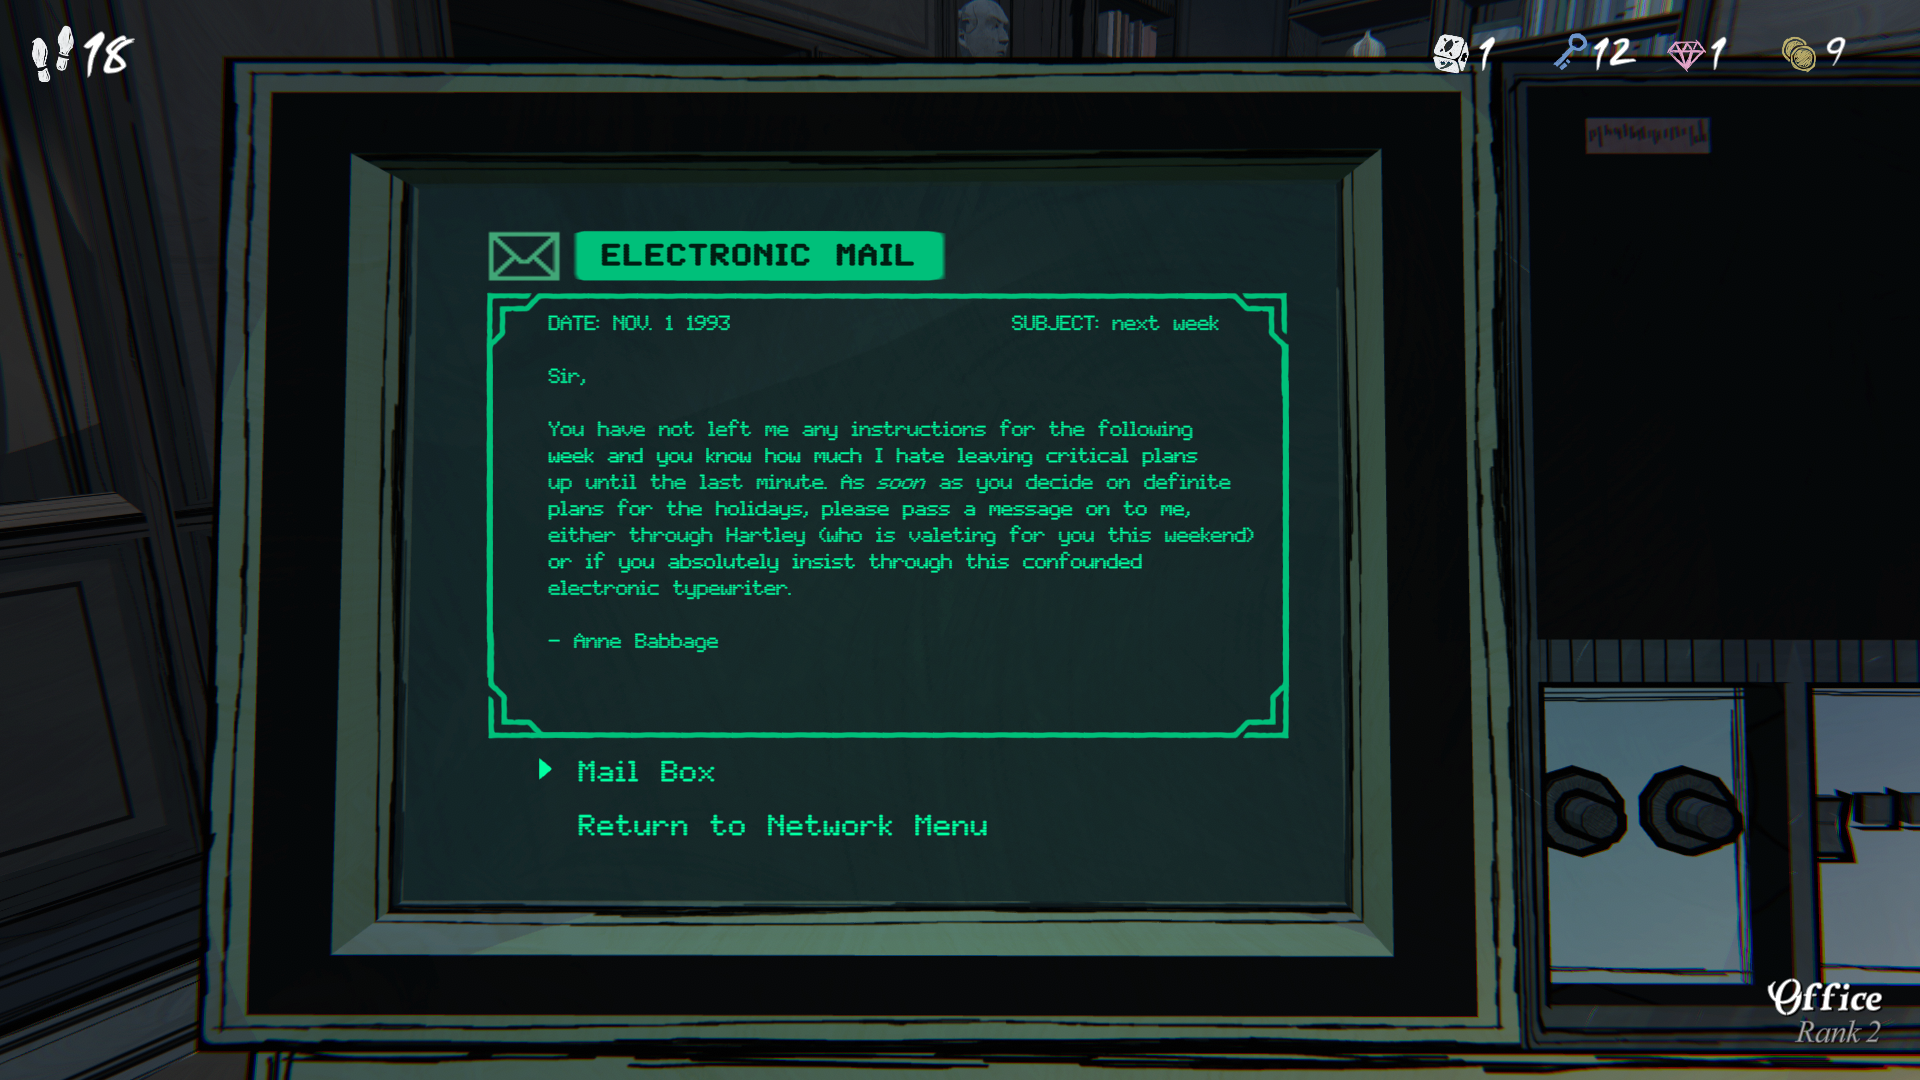 18
1
12
1
9
ELECTRONIC MAIL
DATE: NOV. 1 1993
SUBJECT: next week
Sir,
You have not left me any instructions for the following
week and you know how much I hate leaving critical plans
up until the last minute. As soon as you decide on definite
plans for the holidays, please pass a message on to me,
either through Hartley (who is valeting for you this weekend)
or if you absolutely insist through this confounded
electronic typewriter.
- Anne Babbage
Mail Box
Return to Network Menu
Office
Rank 2